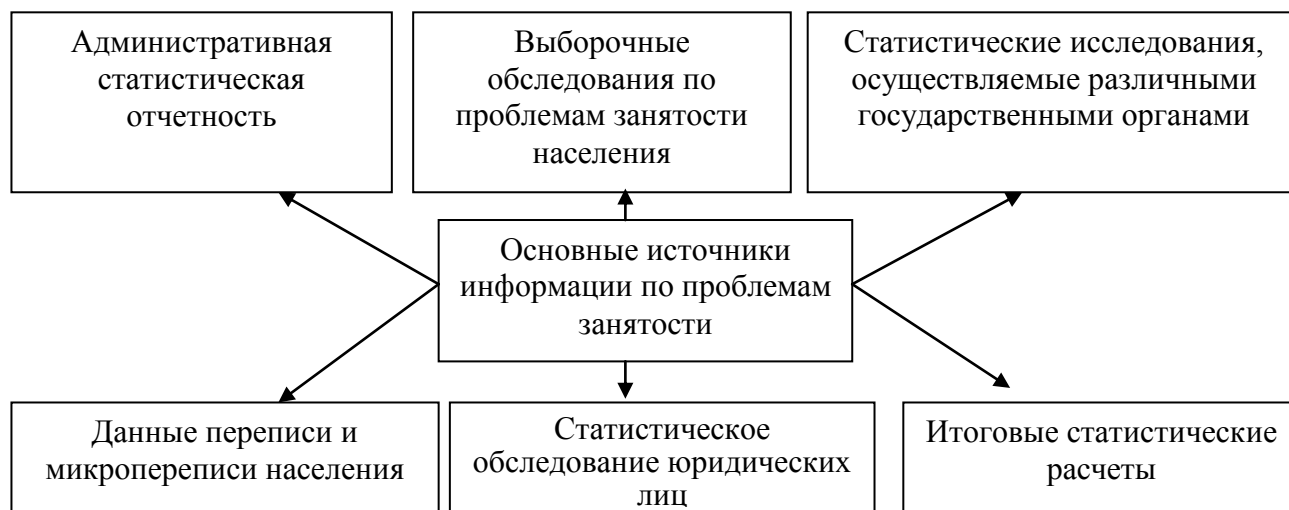 Административная
статистическая
отчетность
Выборочные
обследования по
проблемам занятости
населения
Статистические исследования,
осуществляемые различными
государственными органами
Основные источники
информации по проблемам
занятости
Данные переписи и
микропереписи населения
Статистическое
обследование юридических
лиц
Итоговые статистические
расчеты